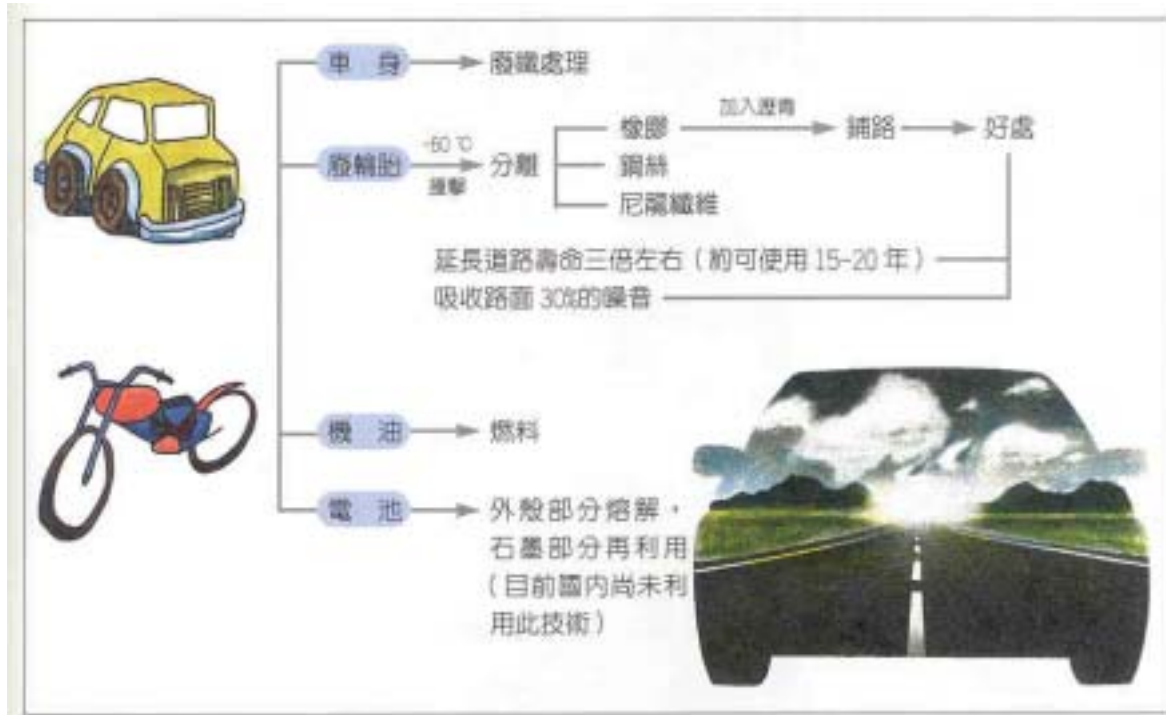 車 身
廢鐵處理
廢輪胎
-60 ℃
撞擊
分離
橡膠
加入瀝青
鋪路
好處
鋼絲
尼龍纖維
延長道路壽命三倍左右（約可使用 15-20 年）
吸收路面 30%的噪音
機 油
燃料
電 池
外殼部分熔解，
石墨部分再利用
（目前國內尚未利
用此技術）